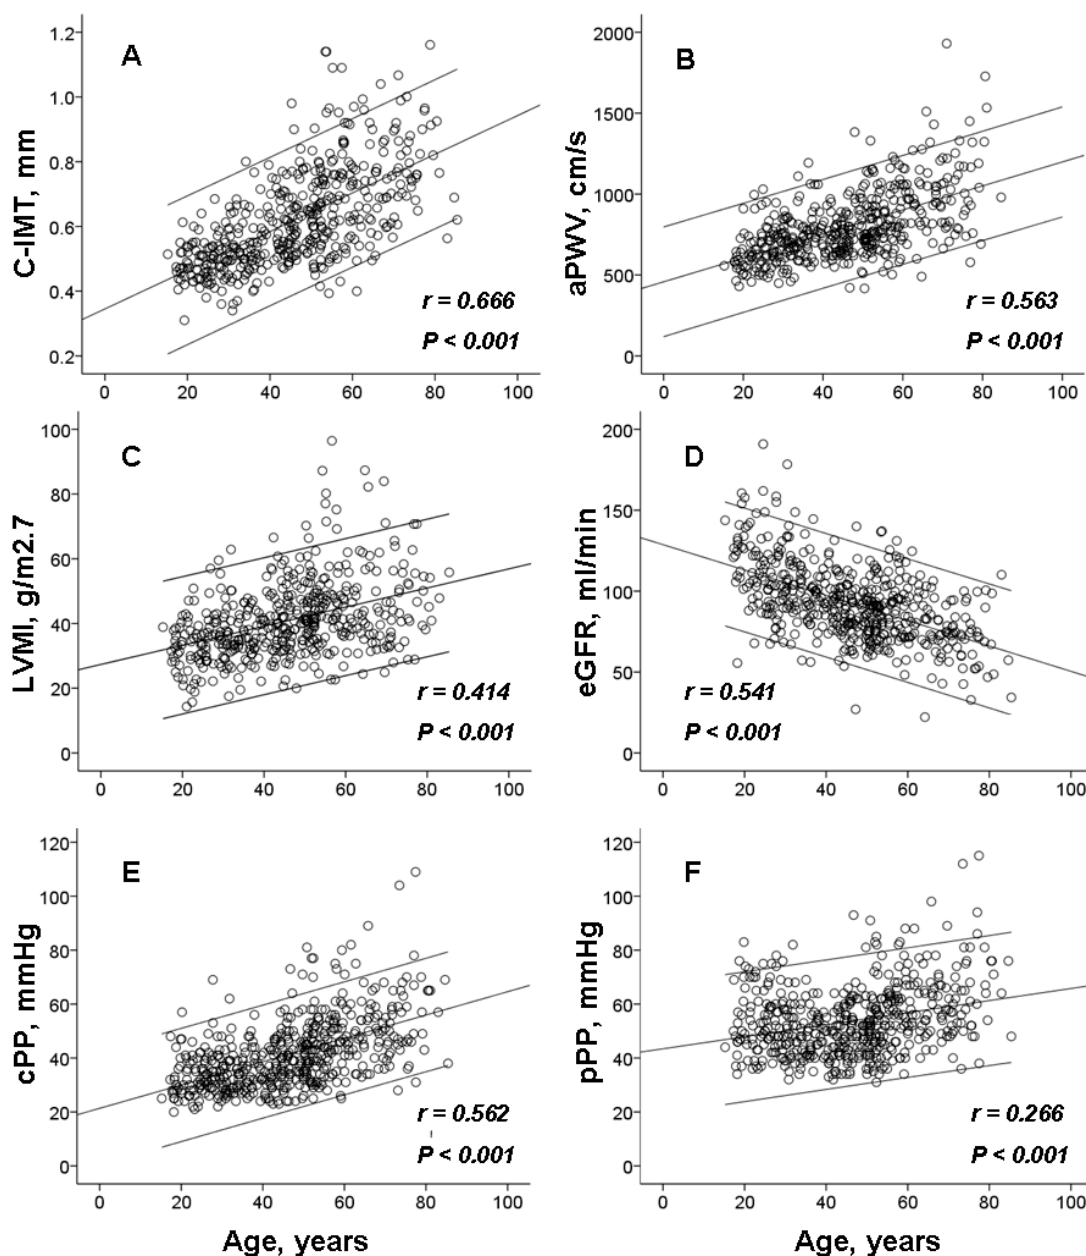 A
C-IMT, mm
1.2
1.0
0.8
0.6
0.4
0.2
r = 0.666
P < 0.001
0 20 40 60 80 100
B
aPWV, cm/s
2000
1500
1000
500
0
r = 0.563
P < 0.001
0 20 40 60 80 100
C
LVMI, g/m2.7
100
80
60
40
20
0
r = 0.414
P < 0.001
0 20 40 60 80 100
D
eGFR, ml/min
200
150
100
50
0
r = 0.541
P < 0.001
0 20 40 60 80 100
E
cPP, mmHg
120
100
80
60
40
20
0
r = 0.562
P < 0.001
0 20 40 60 80 100
Age, years
F
pPP, mmHg
120
100
80
60
40
20
0
r = 0.266
P < 0.001
0 20 40 60 80 100
Age, years